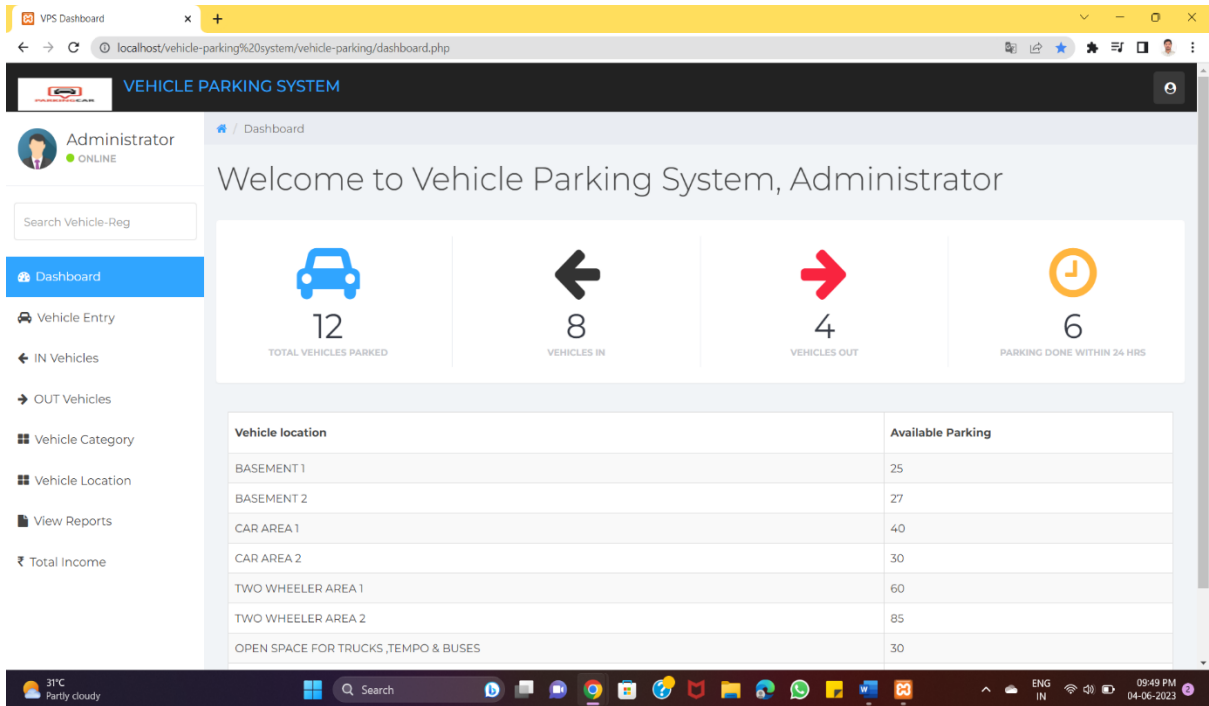 VPS Dashboard
localhost/vehicle-parking%20system/vehicle-parking/dashboard.php
PARKINGCAR
VEHICLE PARKING SYSTEM
Administrator
ONLINE
Search Vehicle-Reg
Dashboard
Vehicle Entry
IN Vehicles
OUT Vehicles
Vehicle Category
Vehicle Location
View Reports
₹ Total Income
/ Dashboard
Welcome to Vehicle Parking System, Administrator
12
TOTAL VEHICLES PARKED
8
VEHICLES IN
4
VEHICLES OUT
6
PARKING DONE WITHIN 24 HRS
Vehicle location Available Parking
BASEMENT 1 25
BASEMENT 2 27
CAR AREA 1 40
CAR AREA 2 30
TWO WHEELER AREA 1 60
TWO WHEELER AREA 2 85
OPEN SPACE FOR TRUCKS ,TEMPO & BUSES 30
31°C
Partly cloudy
Search
ENG
IN
09:49 PM
04-06-2023
2